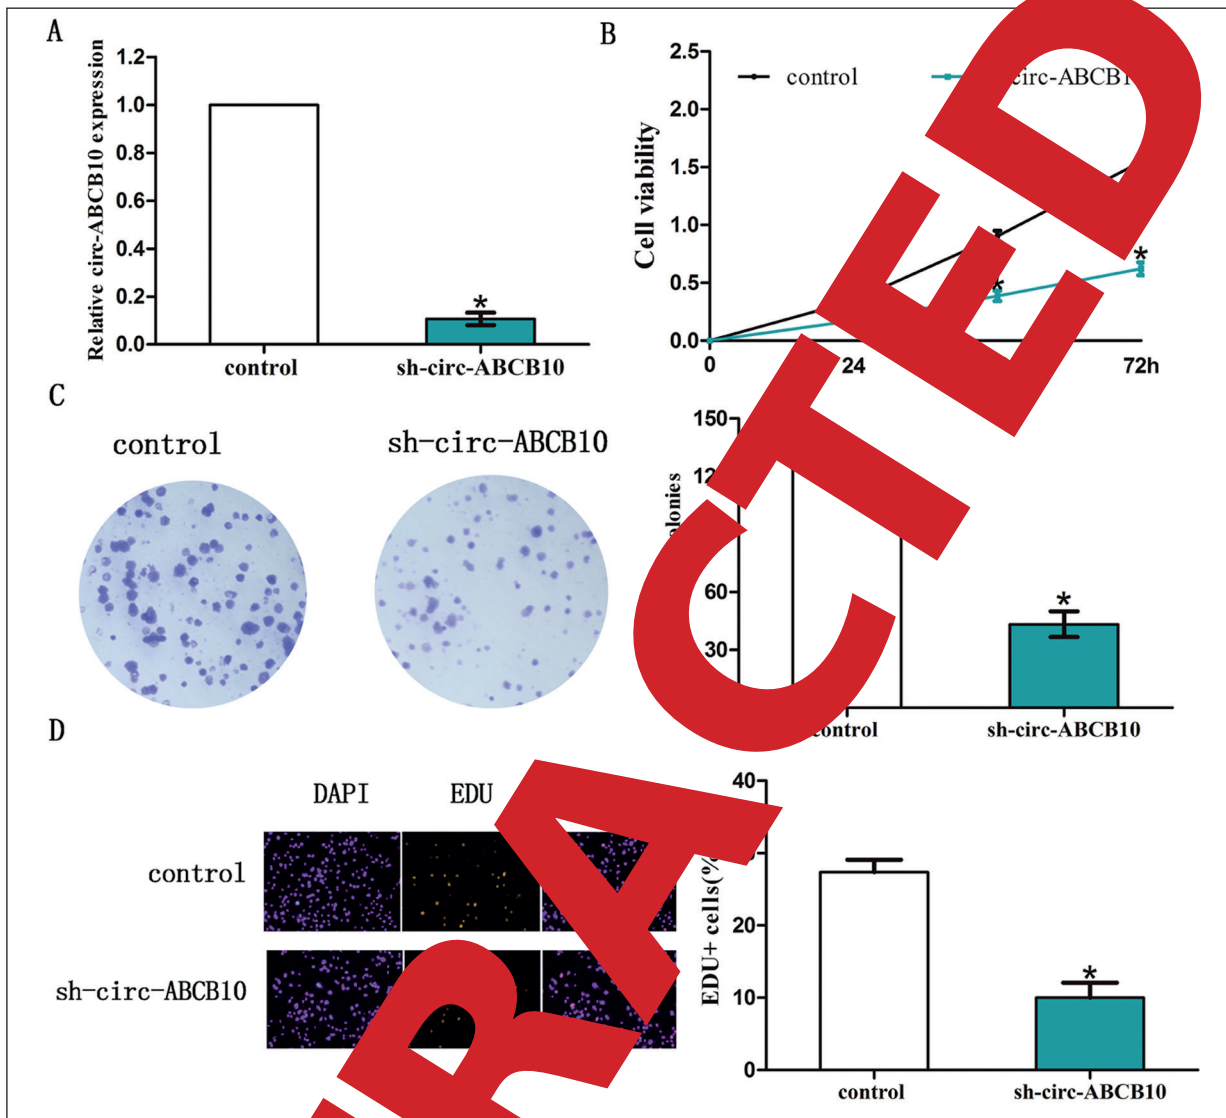 A
Relative circ-ABCB10 expression
1.2
1.0
0.8
0.6
0.4
0.2
0.0
*
control
sh-circ-ABCB10
B
Cell viability
2.5
2.0
1.5
1.0
0.5
0.0
control
*
*
0
24
72h
C
control
sh-circ-ABCB10
150
60
30
*
sh-circ-ABCB10
D
DAPI
EDU
control
sh-circ-ABCB10
EDU+ cells(%
40
20
10
0
*
control
sh-circ-ABCB10
RACTED